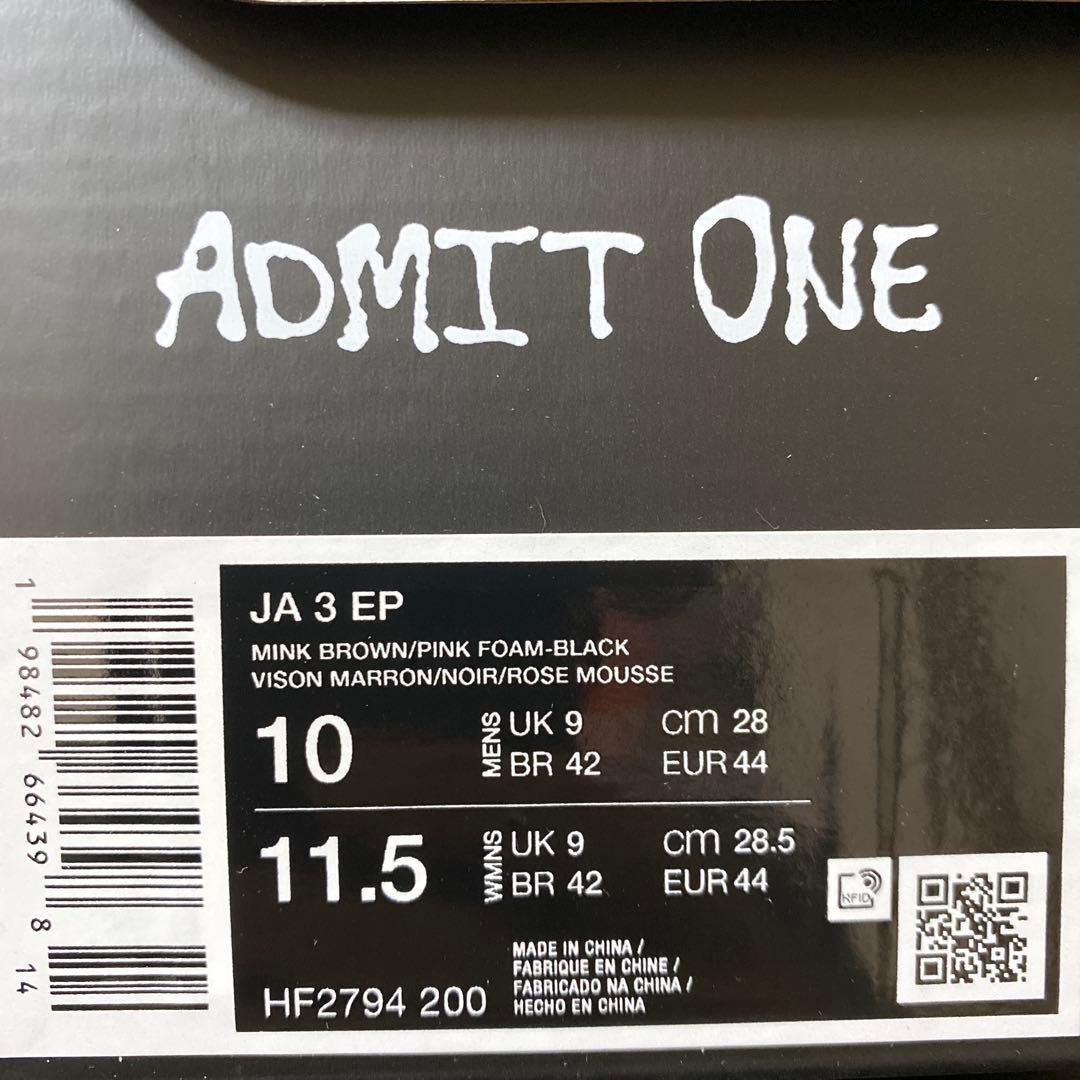 ADMIT ONE
JA 3 EP
MINK BROWN/PINK FOAM-BLACK
VISON MARRON/NOIR/ROSE MOUSSE
10 MENS UK 9 cm 28
BR 42 EUR 44
11.5 WMNS UK 9 cm 28.5
BR 42 EUR 44
RFID
MADE IN CHINA /
FABRIQUE EN CHINE /
FABRICADO NA CHINA /
HECHO EN CHINA
HF2794 200
1 98482 66439 8 14